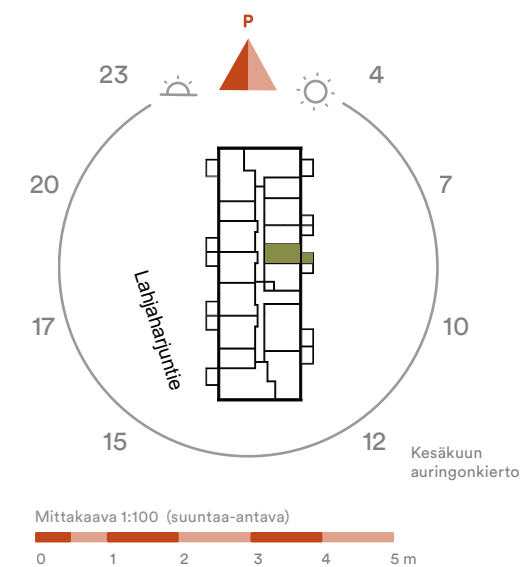 P
23
4
20
7
Lahjaharjuntie
17
10
15
12
Kesäkuun
auringonkierto
Mittakaava 1:100 (suuntaa-antava)
0 1 2 3 4 5 m